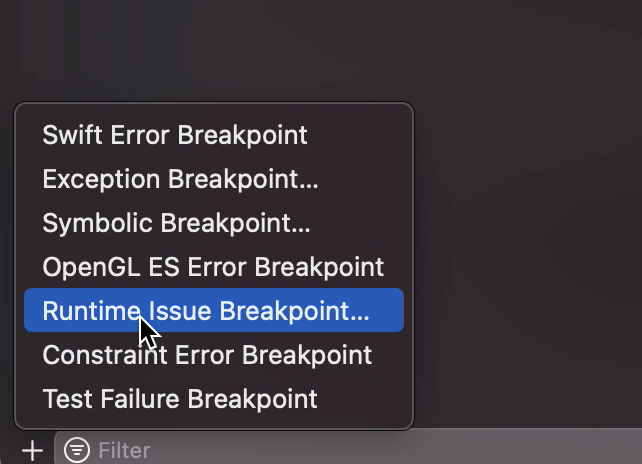 Swift Error Breakpoint
Exception Breakpoint...
Symbolic Breakpoint...
OpenGL ES Error Breakpoint
Runtime Issue Breakpoint...
Constraint Error Breakpoint
Test Failure Breakpoint
Filter